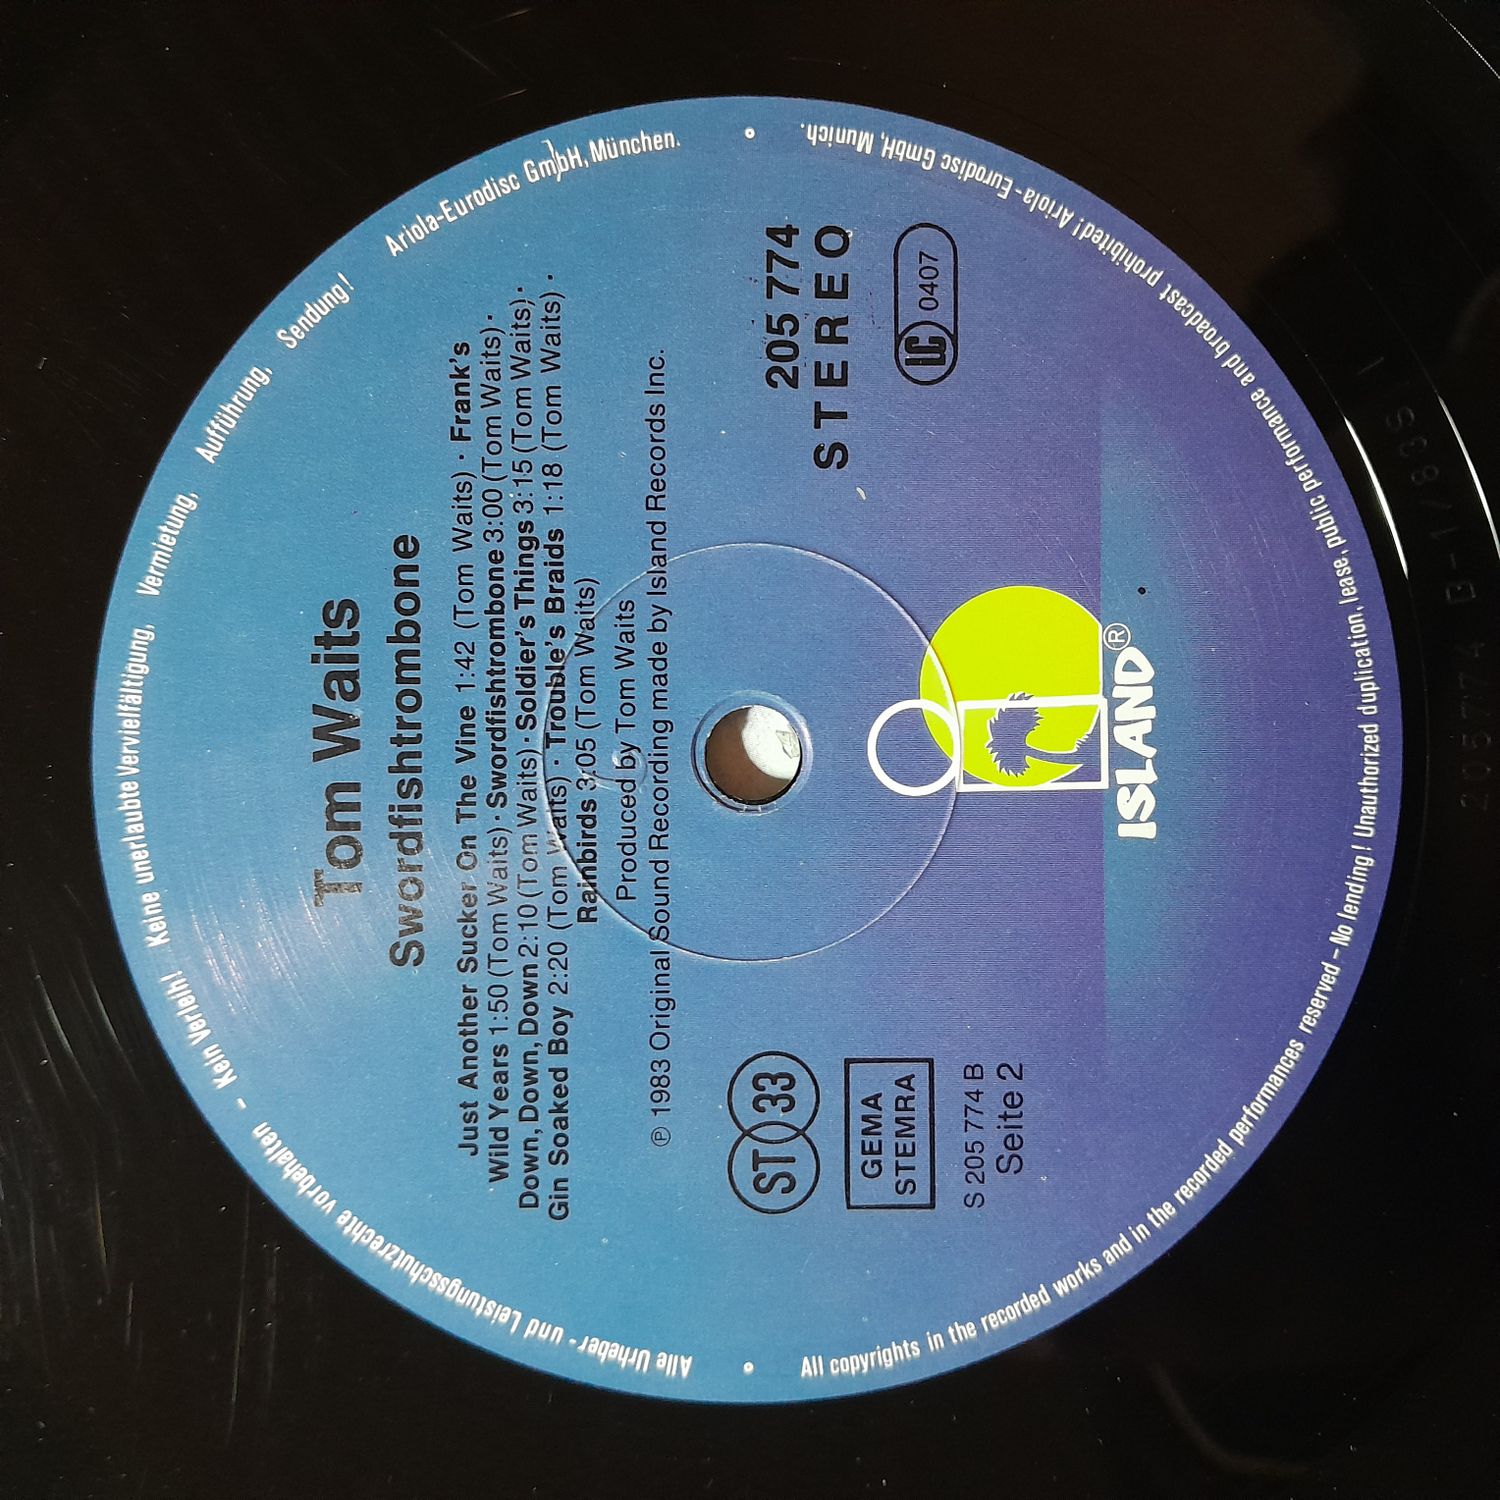 Tom Waits
Swordfishtrombone
Just Another Sucker On The Vine 1:42 (Tom Waits) · Frank's
Wild Years 1:50 (Tom Waits) · Swordfishtrombone 3:00 (Tom Waits) ·
Down, Down, Down 2:10 (Tom Waits) · Soldier's Things 3:15 (Tom Waits) ·
Gin Soaked Boy 2:20 (Tom Waits) · Trouble's Braids 1:18 (Tom Waits) ·
Rainbirds 3:05 (Tom Waits)
Produced by Tom Waits
℗ 1983 Original Sound Recording made by Island Records Inc.
ST 33
205 774
STEREO
GEMA
STEMRA
LC 0407
S 205 774 B
Seite 2
ISLAND®
Alle Urheber- und Leistungsschutzrechte vorbehalten - Kein Verleih! Keine unerlaubte Vervielfältigung, Vermietung, Aufführung, Sendung! Ariola-Eurodisc GmbH, München.
All copyrights in the recorded works and in the recorded performances reserved – No lending! Unauthorized duplication, lease, public performance and broadcast prohibited! Ariola-Eurodisc GmbH, Munich.
205774 B-1/83S